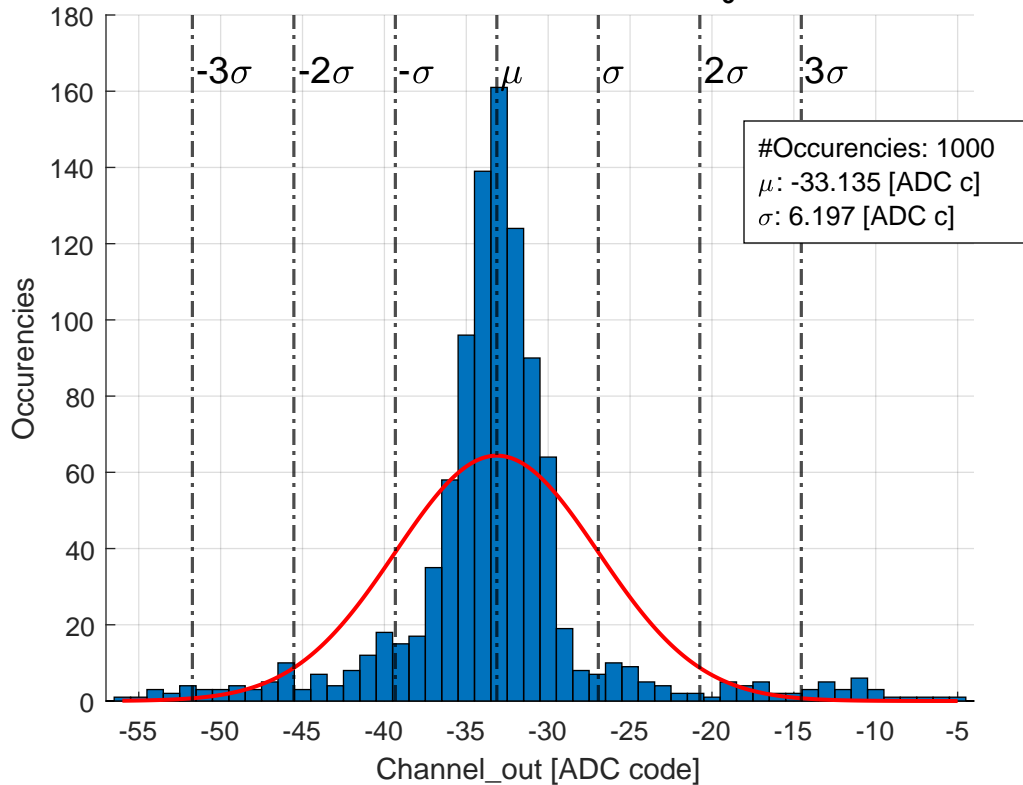 180
160
140
120
100
80
60
40
20
0
Occurencies
-3σ -2σ -σ μ σ 2σ 3σ
#Occurencies: 1000
μ: -33.135 [ADC c]
σ: 6.197 [ADC c]
-55 -50 -45 -40 -35 -30 -25 -20 -15 -10 -5
Channel_out [ADC code]